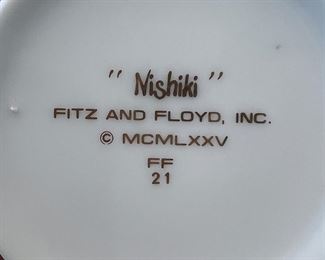 "Nishiki"
FITZ AND FLOYD, INC.
© MCMLXXV
FF
21